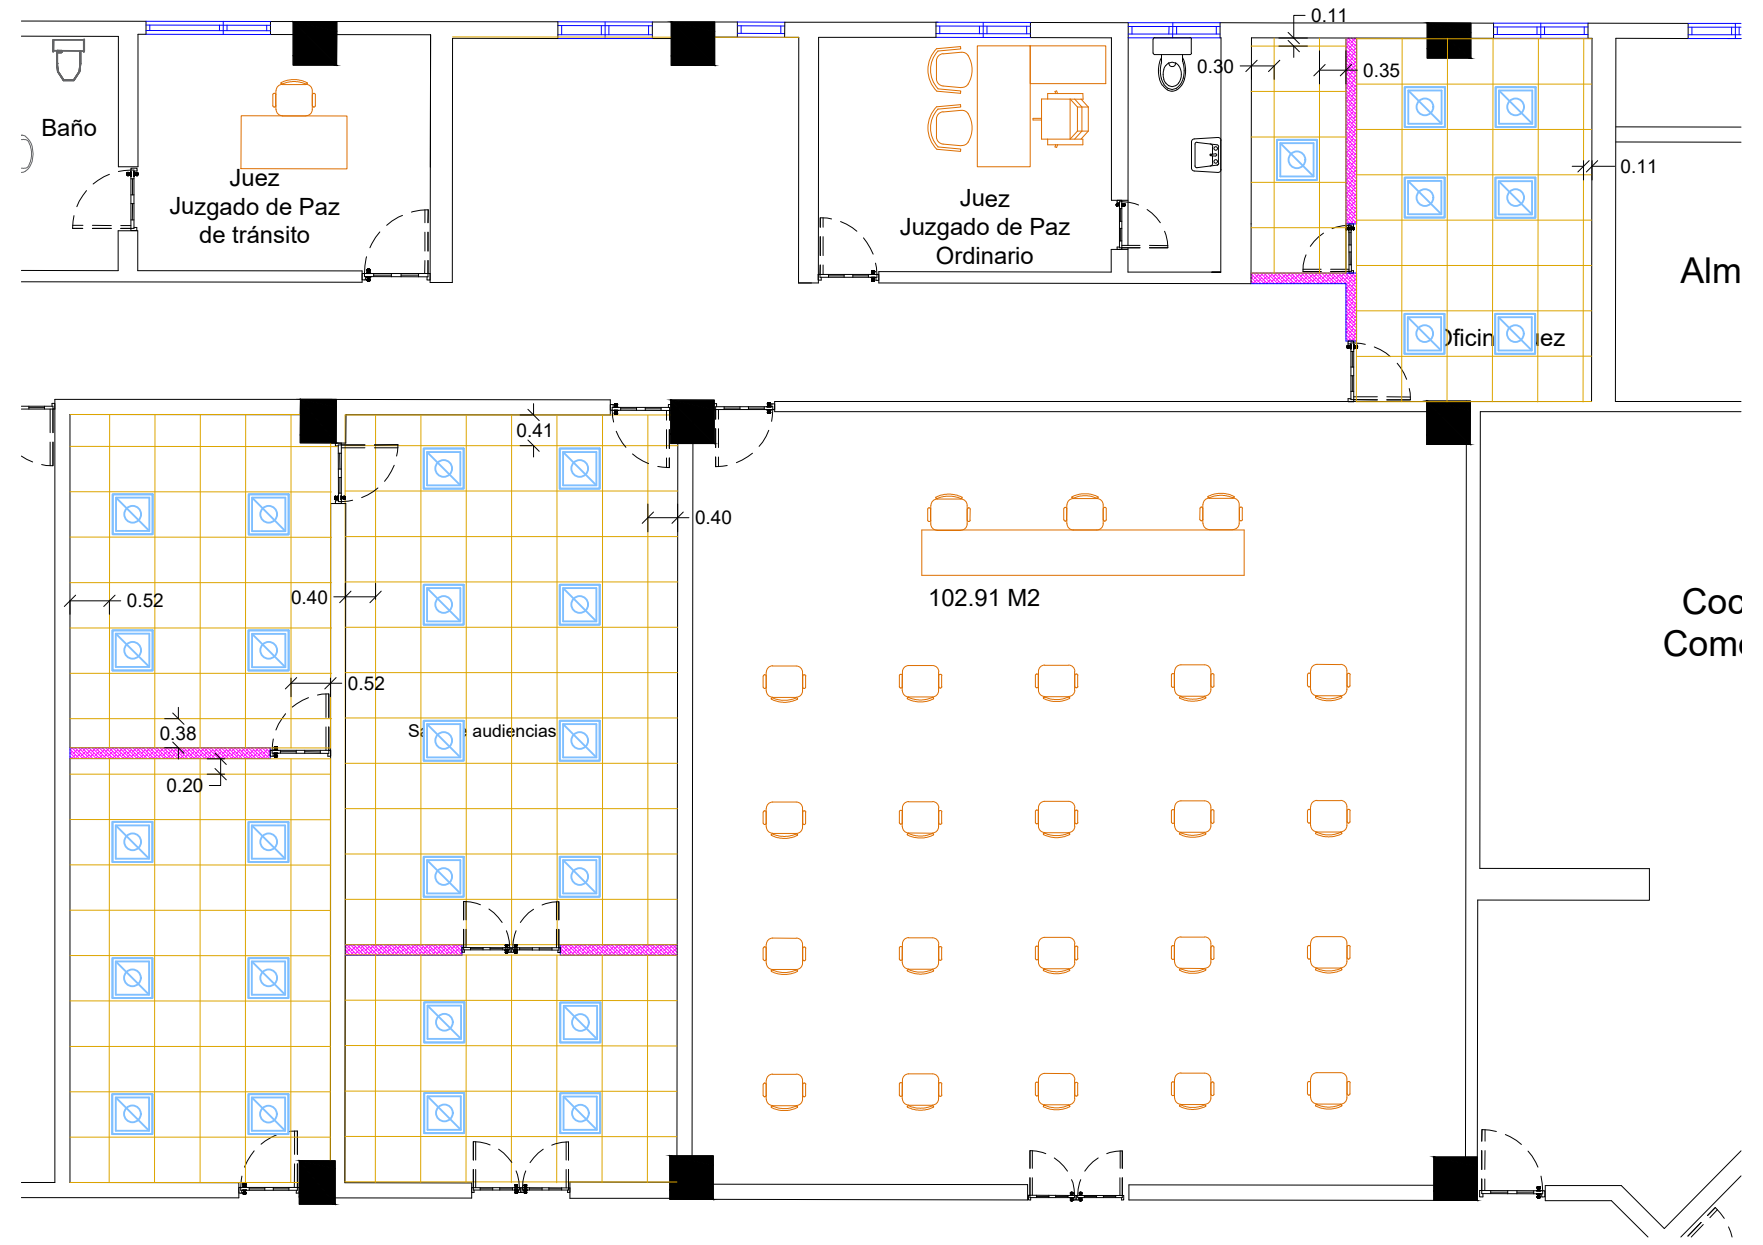 0.11
0.30
0.35
Baño
0.11
Juez
Juzgado de Paz
de tránsito
Juez
Juzgado de Paz
Ordinario
Alm
0.41
0.40
102.91 M2
0.52
0.40
Coc
0.52
audiencias
0.38
0.20